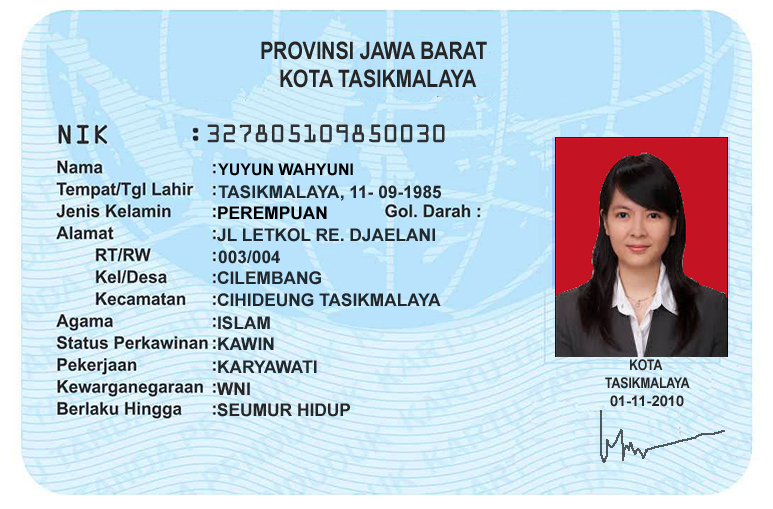 PROVINSI JAWA BARAT
KOTA TASIKMALAYA
NIK :327805109850030
Nama :YUYUN WAHYUNI
Tempat/Tgl Lahir :TASIKMALAYA, 11- 09-1985
Jenis Kelamin :PEREMPUAN Gol. Darah :
Alamat :JL LETKOL RE. DJAELANI
RT/RW :003/004
Kel/Desa :CILEMBANG
Kecamatan :CIHIDEUNG TASIKMALAYA
Agama :ISLAM
Status Perkawinan :KAWIN
Pekerjaan :KARYAWATI
Kewarganegaraan :WNI
Berlaku Hingga :SEUMUR HIDUP
KOTA
TASIKMALAYA
01-11-2010